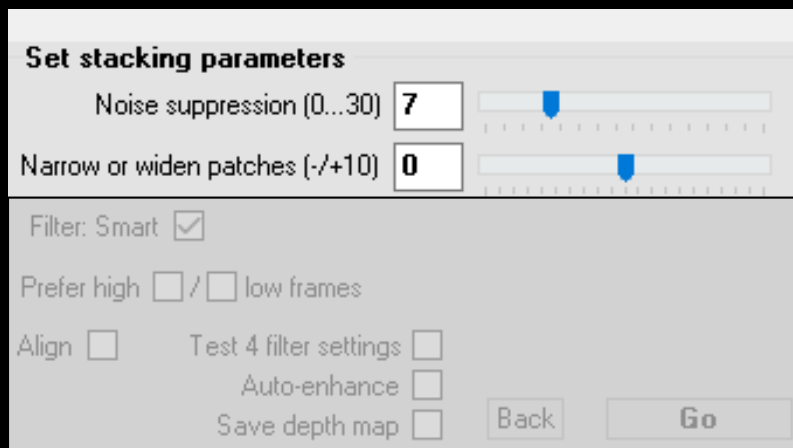 Set stacking parameters
Noise suppression (0...30) 7
Narrow or widen patches (-/+10) 0
Filter: Smart
Prefer high / low frames
Align Test 4 filter settings
Auto-enhance
Save depth map Back Go